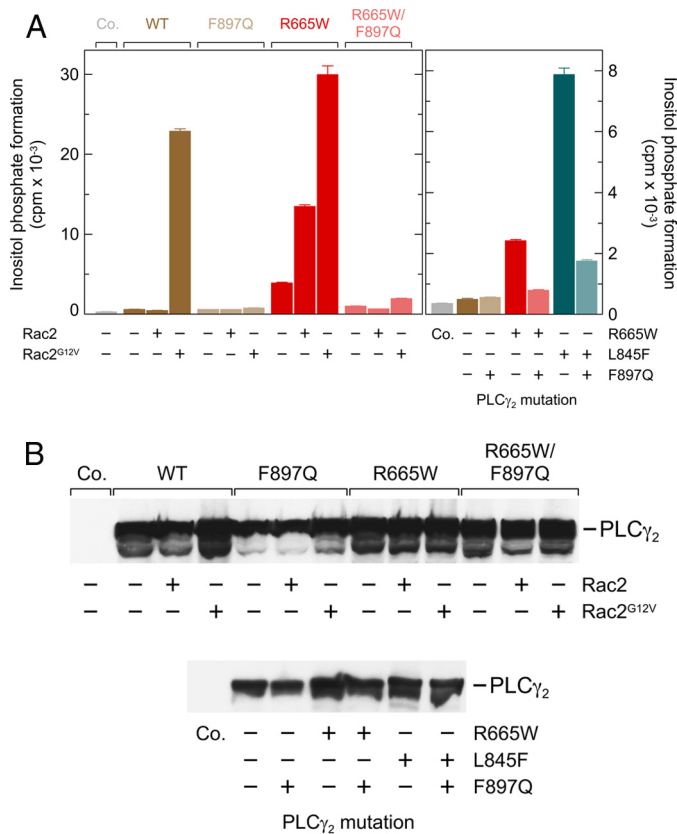 A
Co. WT F897Q R665W R665W/
F897Q
Inositol phosphate formation
(cpm x 10⁻³)
30
20
10
0
8
6
4
2
0
Inositol phosphate formation
(cpm x 10⁻³)
Rac2 – – + – – + – – + – – + –
Rac2ᴳ¹²ⱽ – – – + – – + – – + – – +
Co. – – + + – – R665W
– – – – + + L845F
– + – + – + F897Q
PLCγ₂ mutation
B
Co. WT F897Q R665W R665W/
F897Q
–PLCγ₂
– – + – – + – – + – – + – Rac2
– – – + – – + – – + – – + Rac2ᴳ¹²ⱽ
–PLCγ₂
Co. – – + + – – R665W
– – – – + + L845F
– + – + – + F897Q
PLCγ₂ mutation